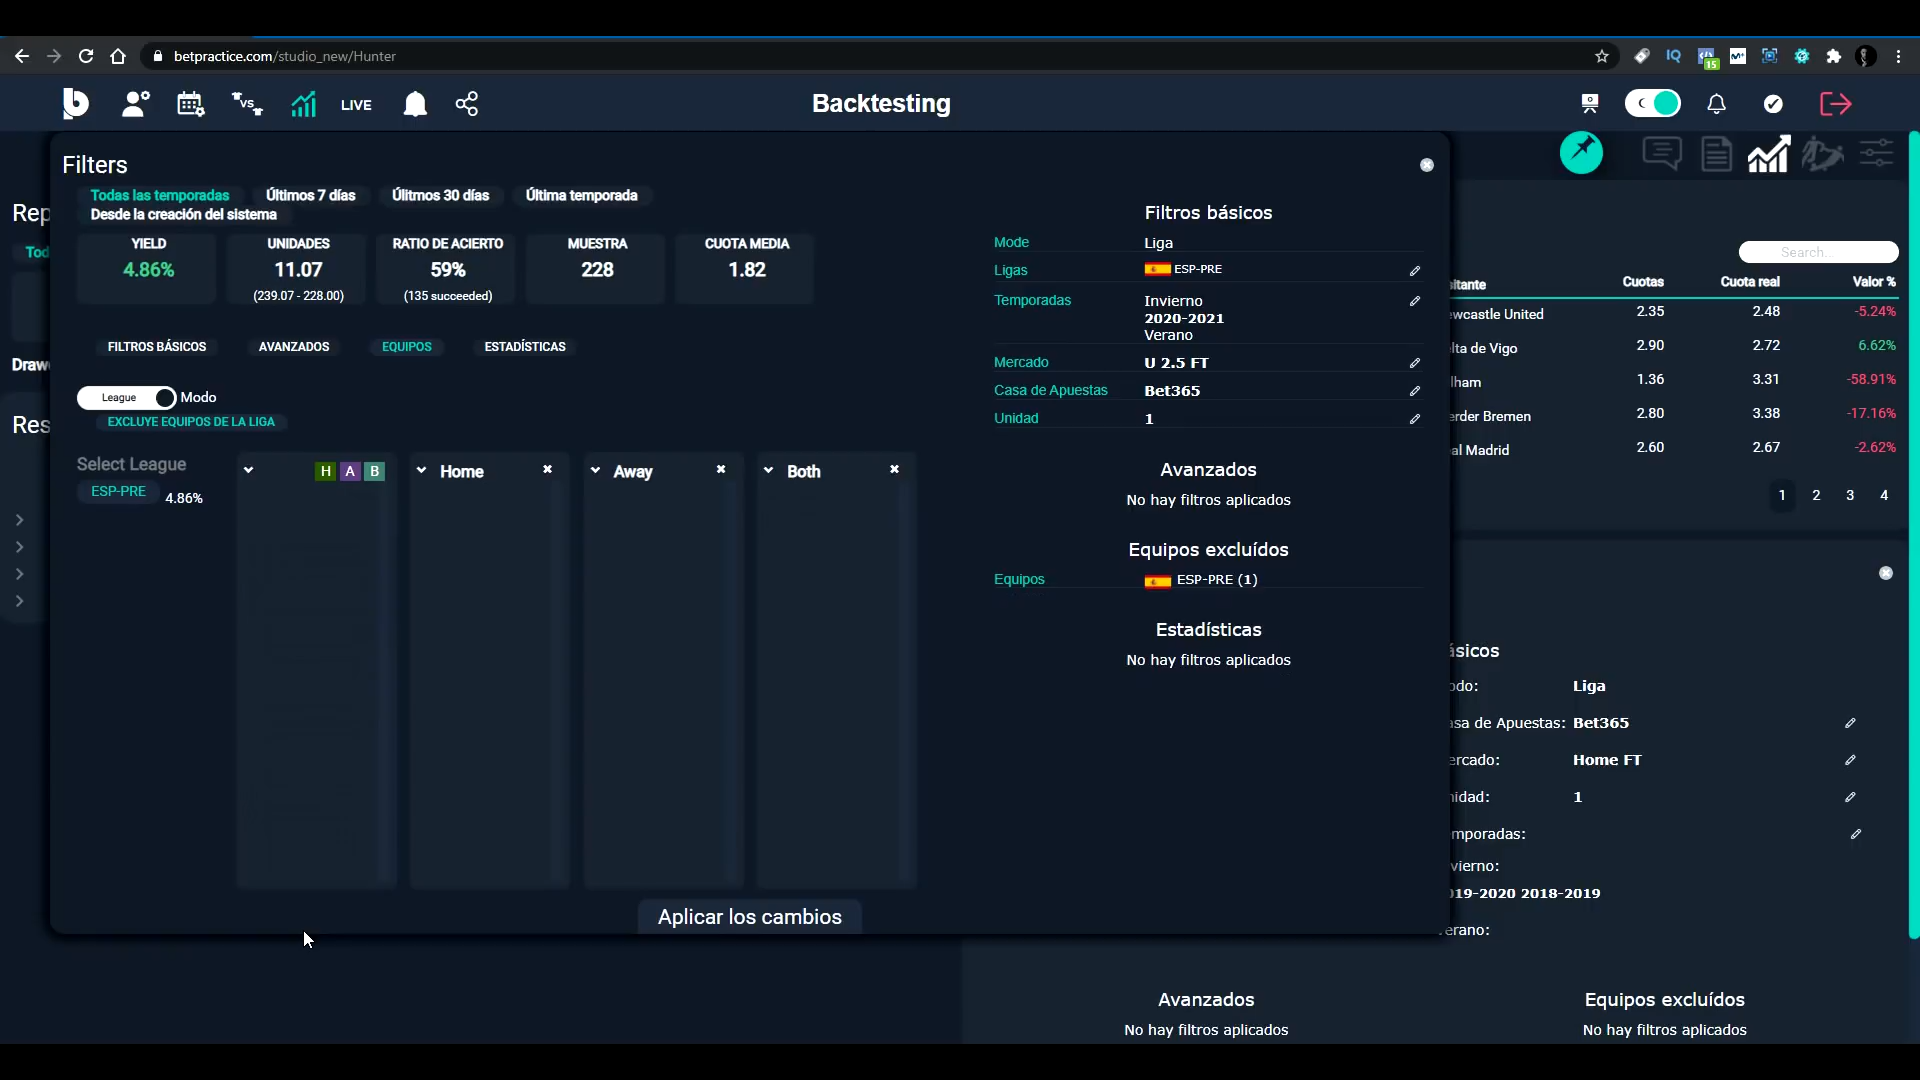 betpractice.com/studio_new/Hunter
15
LIVE
Backtesting
Filters
Todas las temporadas
Últimos 7 días
Úlitmos 30 días
Última temporada
Desde la creación del sistema
YIELD
4.86%
UNIDADES
11.07
(239.07 - 228.00)
RATIO DE ACIERTO
59%
(135 succeeded)
MUESTRA
228
CUOTA MEDIA
1.82
FILTROS BÁSICOS
AVANZADOS
EQUIPOS
ESTADÍSTICAS
League
Modo
EXCLUYE EQUIPOS DE LA LIGA
Select League
ESP-PRE
4.86%
H A B
Home
Away
Both
Aplicar los cambios
Filtros básicos
Mode
Liga
Ligas
ESP-PRE
Temporadas
Invierno
2020-2021
Verano
Mercado
U 2.5 FT
Casa de Apuestas
Bet365
Unidad
1
Avanzados
No hay filtros aplicados
Equipos excluídos
Equipos
ESP-PRE (1)
Estadísticas
No hay filtros aplicados
Rep
Tod
Draw
Res
Search...
sitante Cuotas Cuota real Valor %
ewcastle United 2.35 2.48 -5.24%
lta de Vigo 2.90 2.72 6.62%
lham 1.36 3.31 -58.91%
erder Bremen 2.80 3.38 -17.16%
al Madrid 2.60 2.67 -2.62%
1 2 3 4
ásicos
odo: Liga
asa de Apuestas: Bet365
ercado: Home FT
nidad: 1
mporadas:
vierno:
019-2020 2018-2019
erano:
Avanzados
No hay filtros aplicados
Equipos excluídos
No hay filtros aplicados